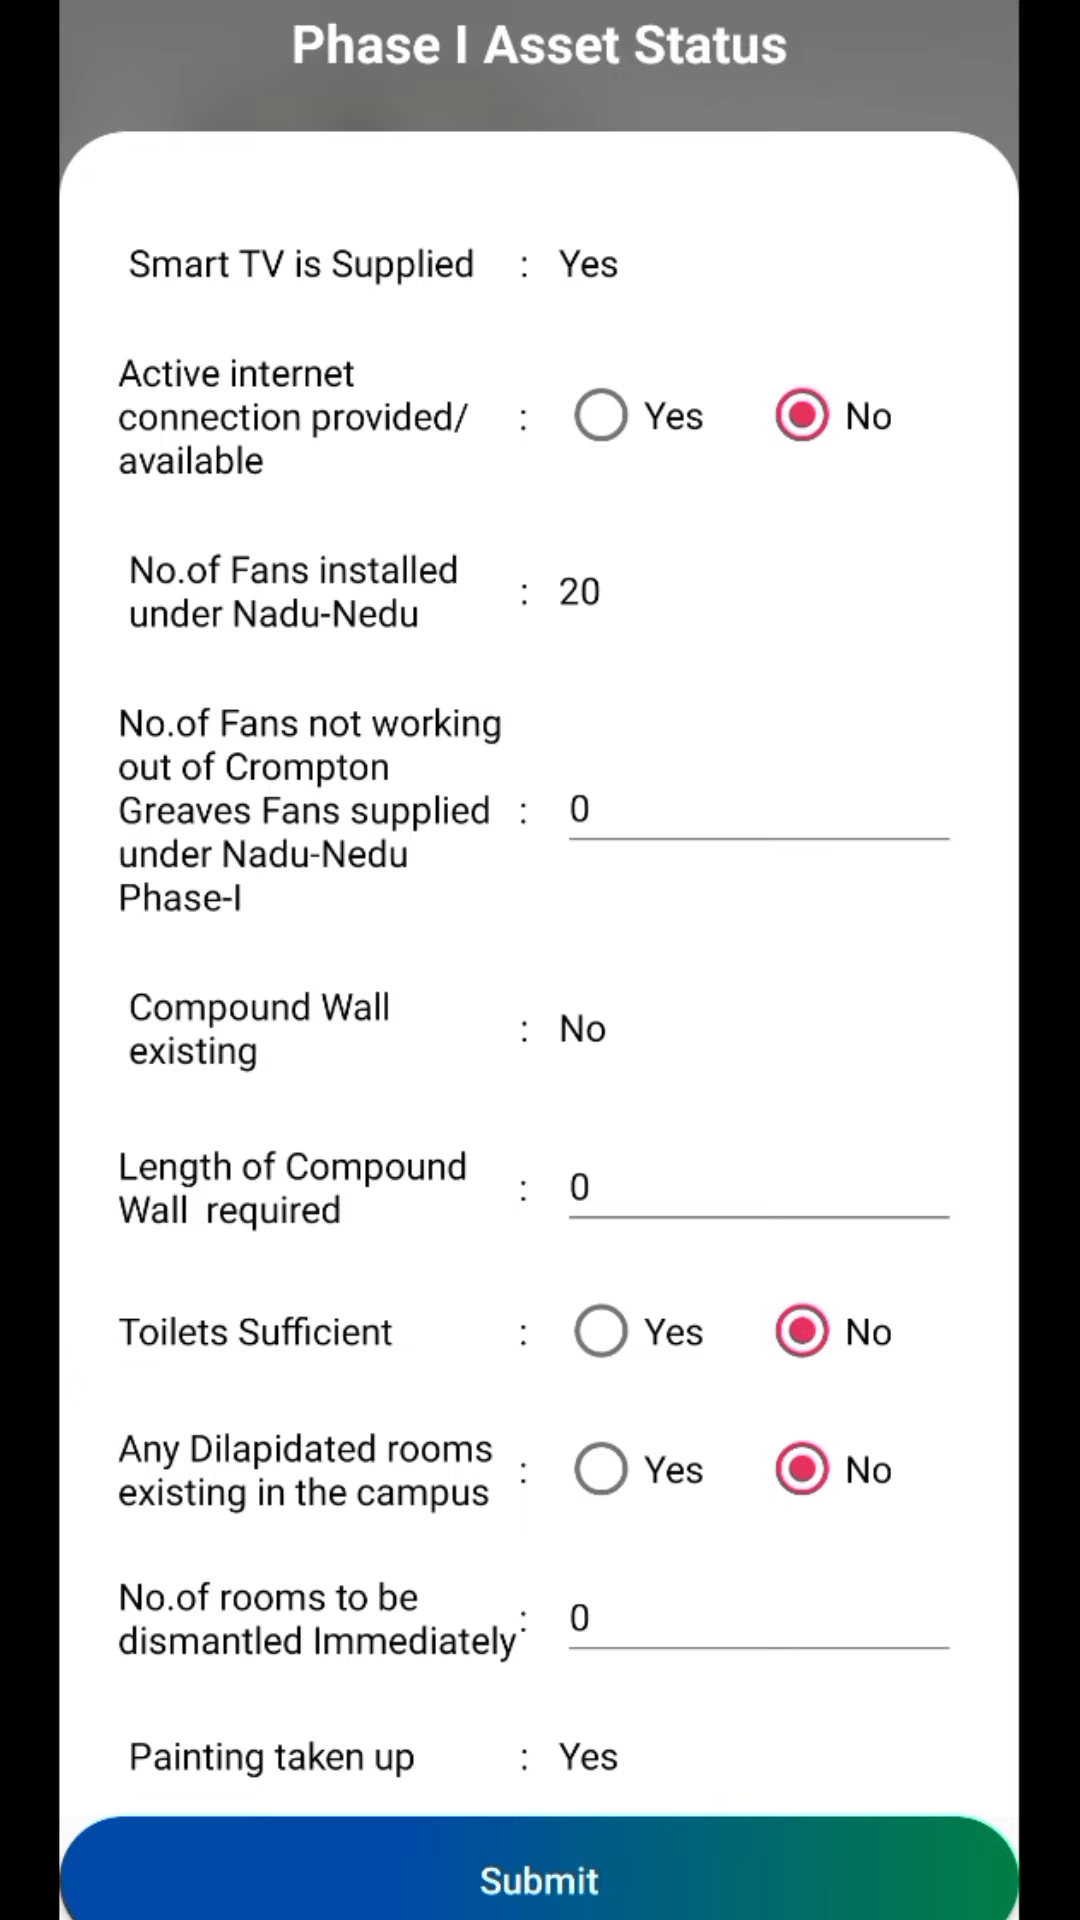 Phase I Asset Status
Smart TV is Supplied : Yes
Active internet
connection provided/ : Yes No
available
No.of Fans installed
under Nadu-Nedu : 20
No.of Fans not working
out of Crompton
Greaves Fans supplied : 0
under Nadu-Nedu
Phase-I
Compound Wall
existing : No
Length of Compound
Wall  required : 0
Toilets Sufficient : Yes No
Any Dilapidated rooms
existing in the campus : Yes No
No.of rooms to be
dismantled Immediately : 0
Painting taken up : Yes
Submit